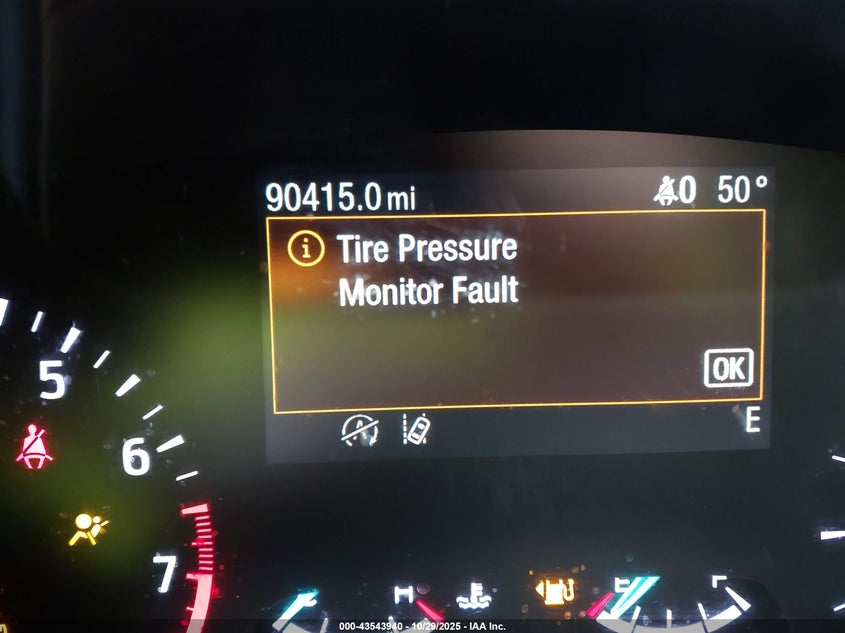 90415.0 mi
0 50°
Tire Pressure
Monitor Fault
OK
E
5
6
7
H
E
F
000-43543940 - 10/29/2025 - IAA Inc.